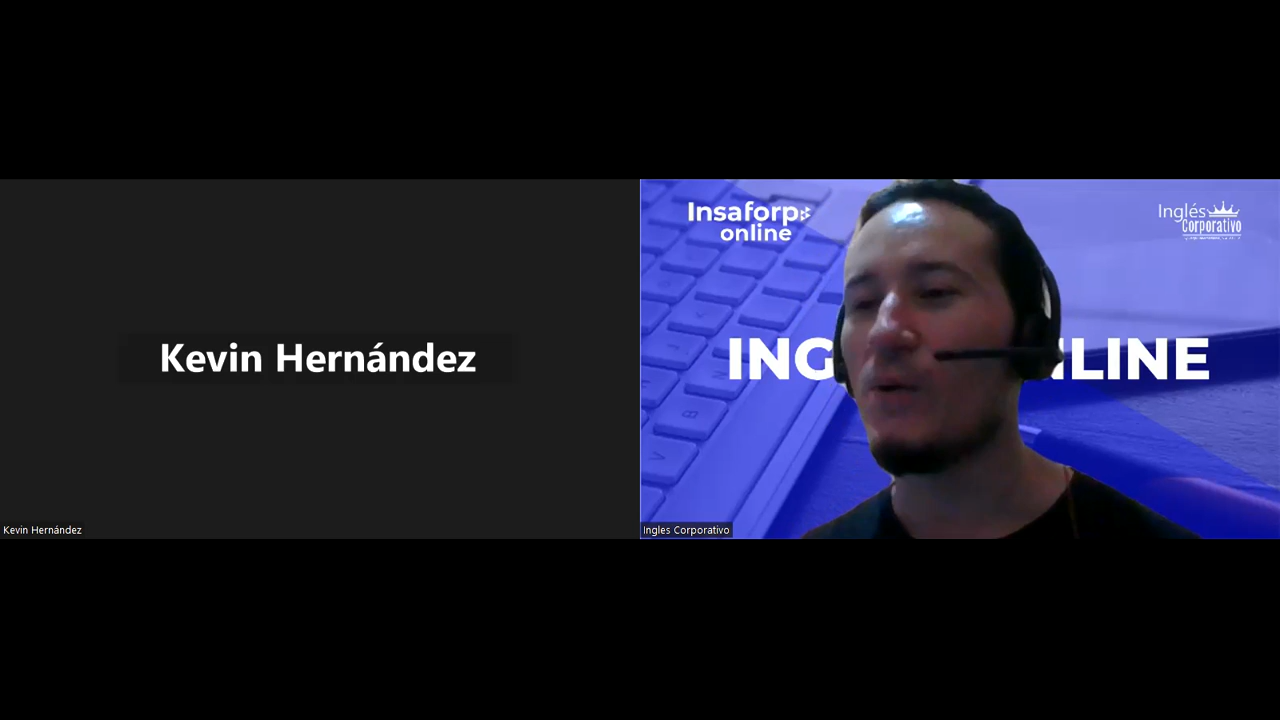 Kevin Hernández
Kevin Hernández
Insaforp
online
Inglés
Corporativo
ING LINE
Ingles Corporativo